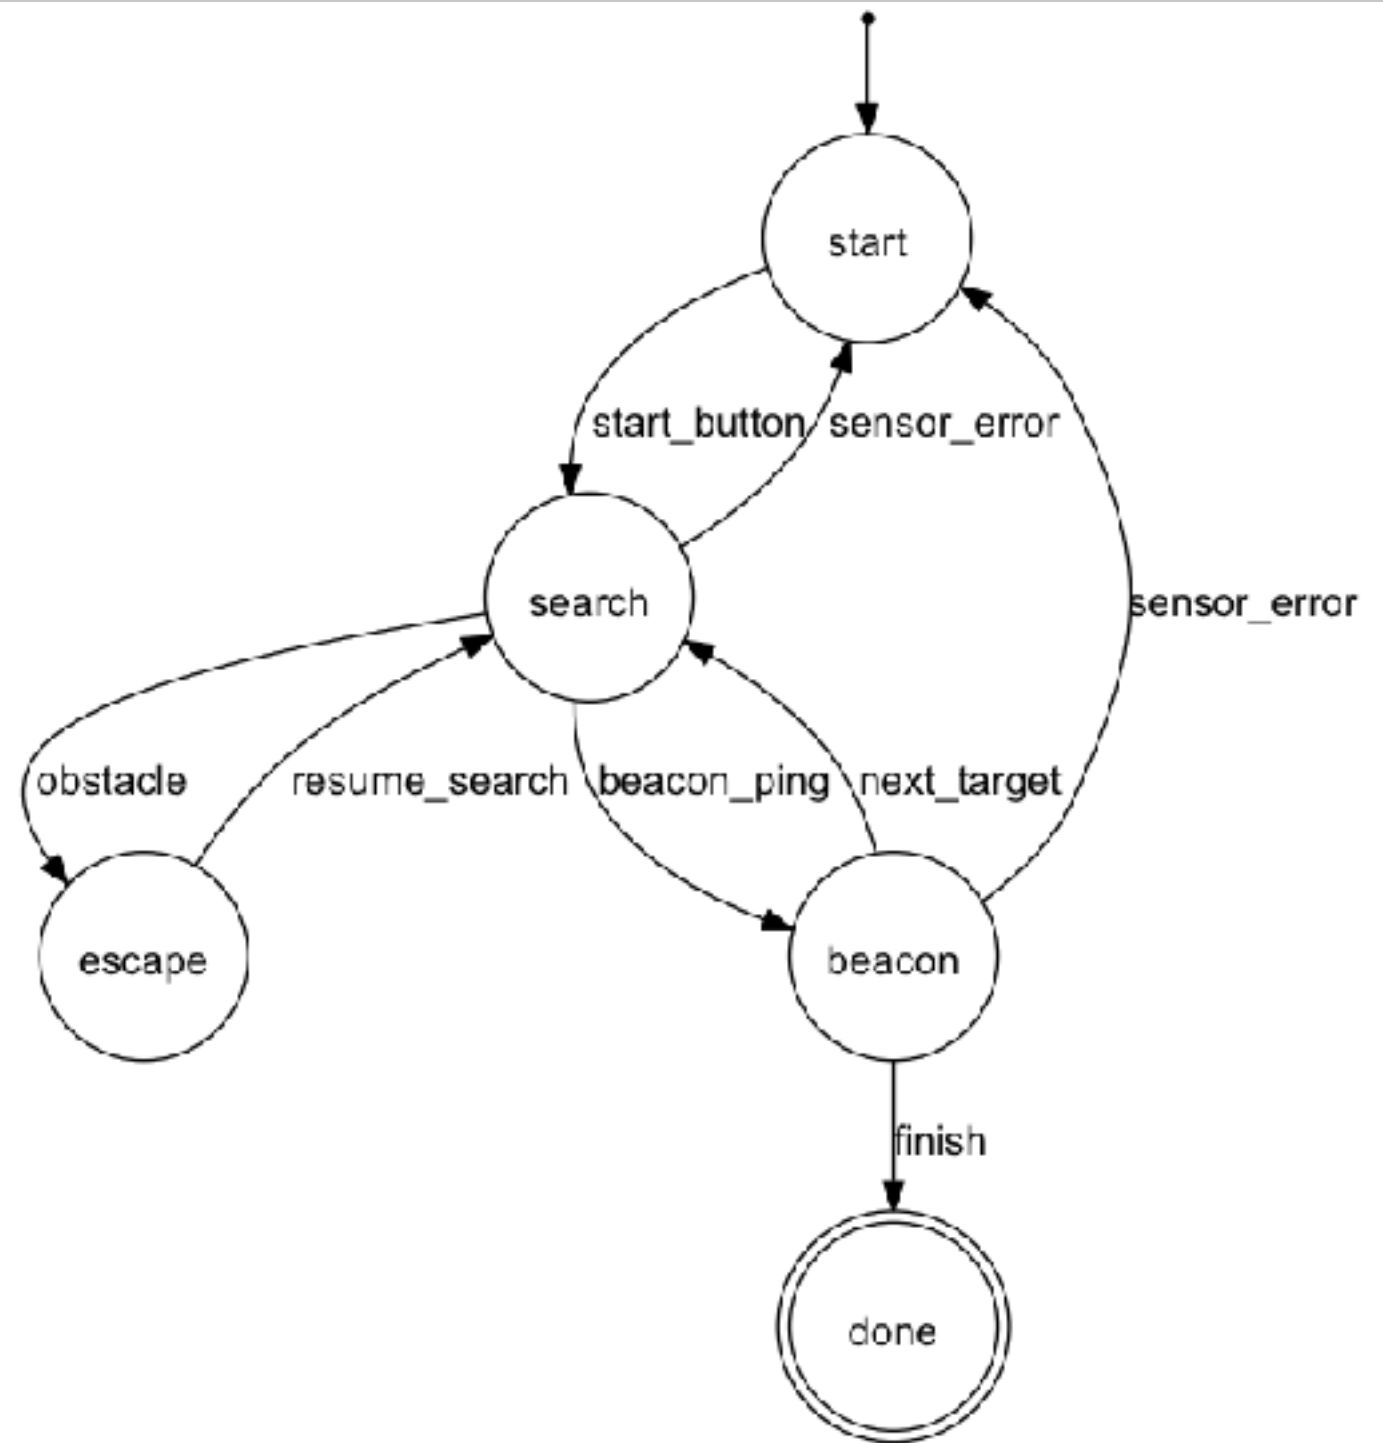 start
start_button sensor_error
search
sensor_error
obstacle
resume_search
beacon_ping
next_target
escape
beacon
finish
done